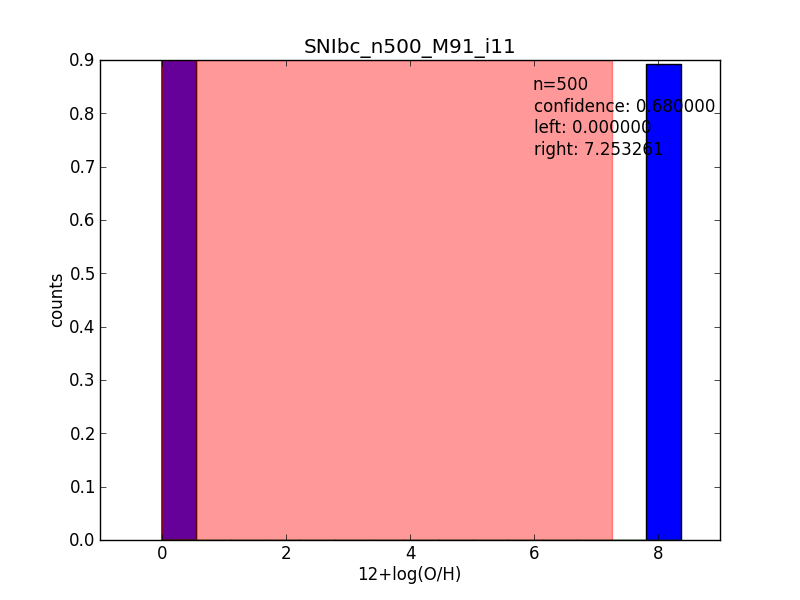 SNIbc_n500_M91_i11
0.9
0.8
0.7
0.6
0.5
0.4
0.3
0.2
0.1
0.0
counts
n=500
confidence: 0.680000
left: 0.000000
right: 7.253261
0 2 4 6 8
12+log(O/H)